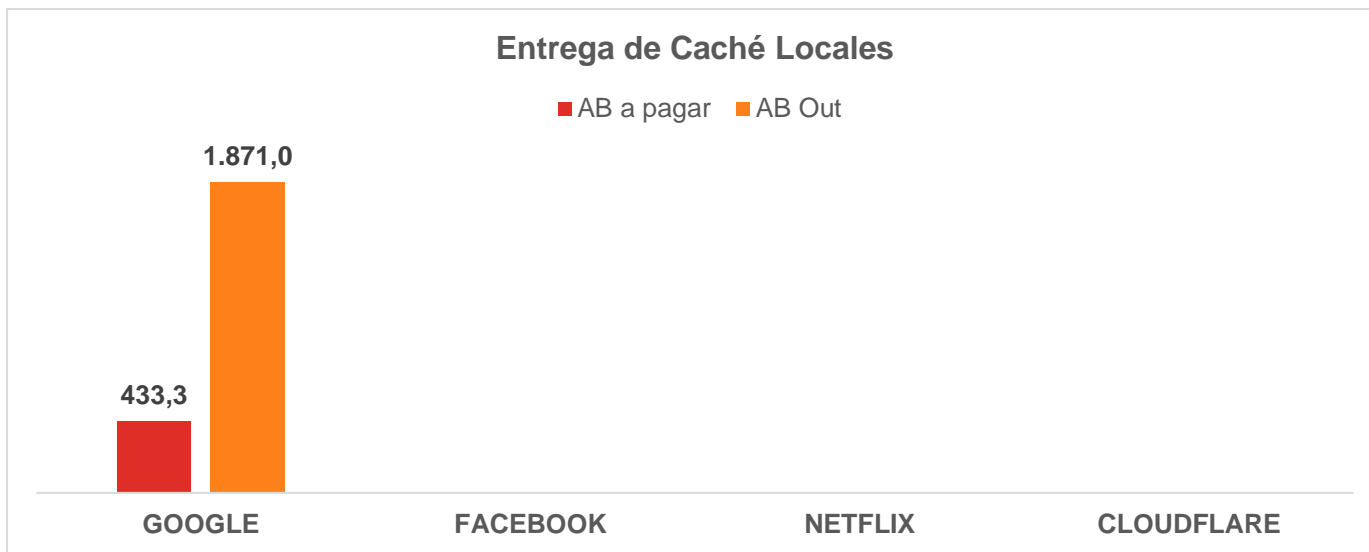 Entrega de Caché Locales
AB a pagar AB Out
1.871,0
433,3
GOOGLE FACEBOOK NETFLIX CLOUDFLARE